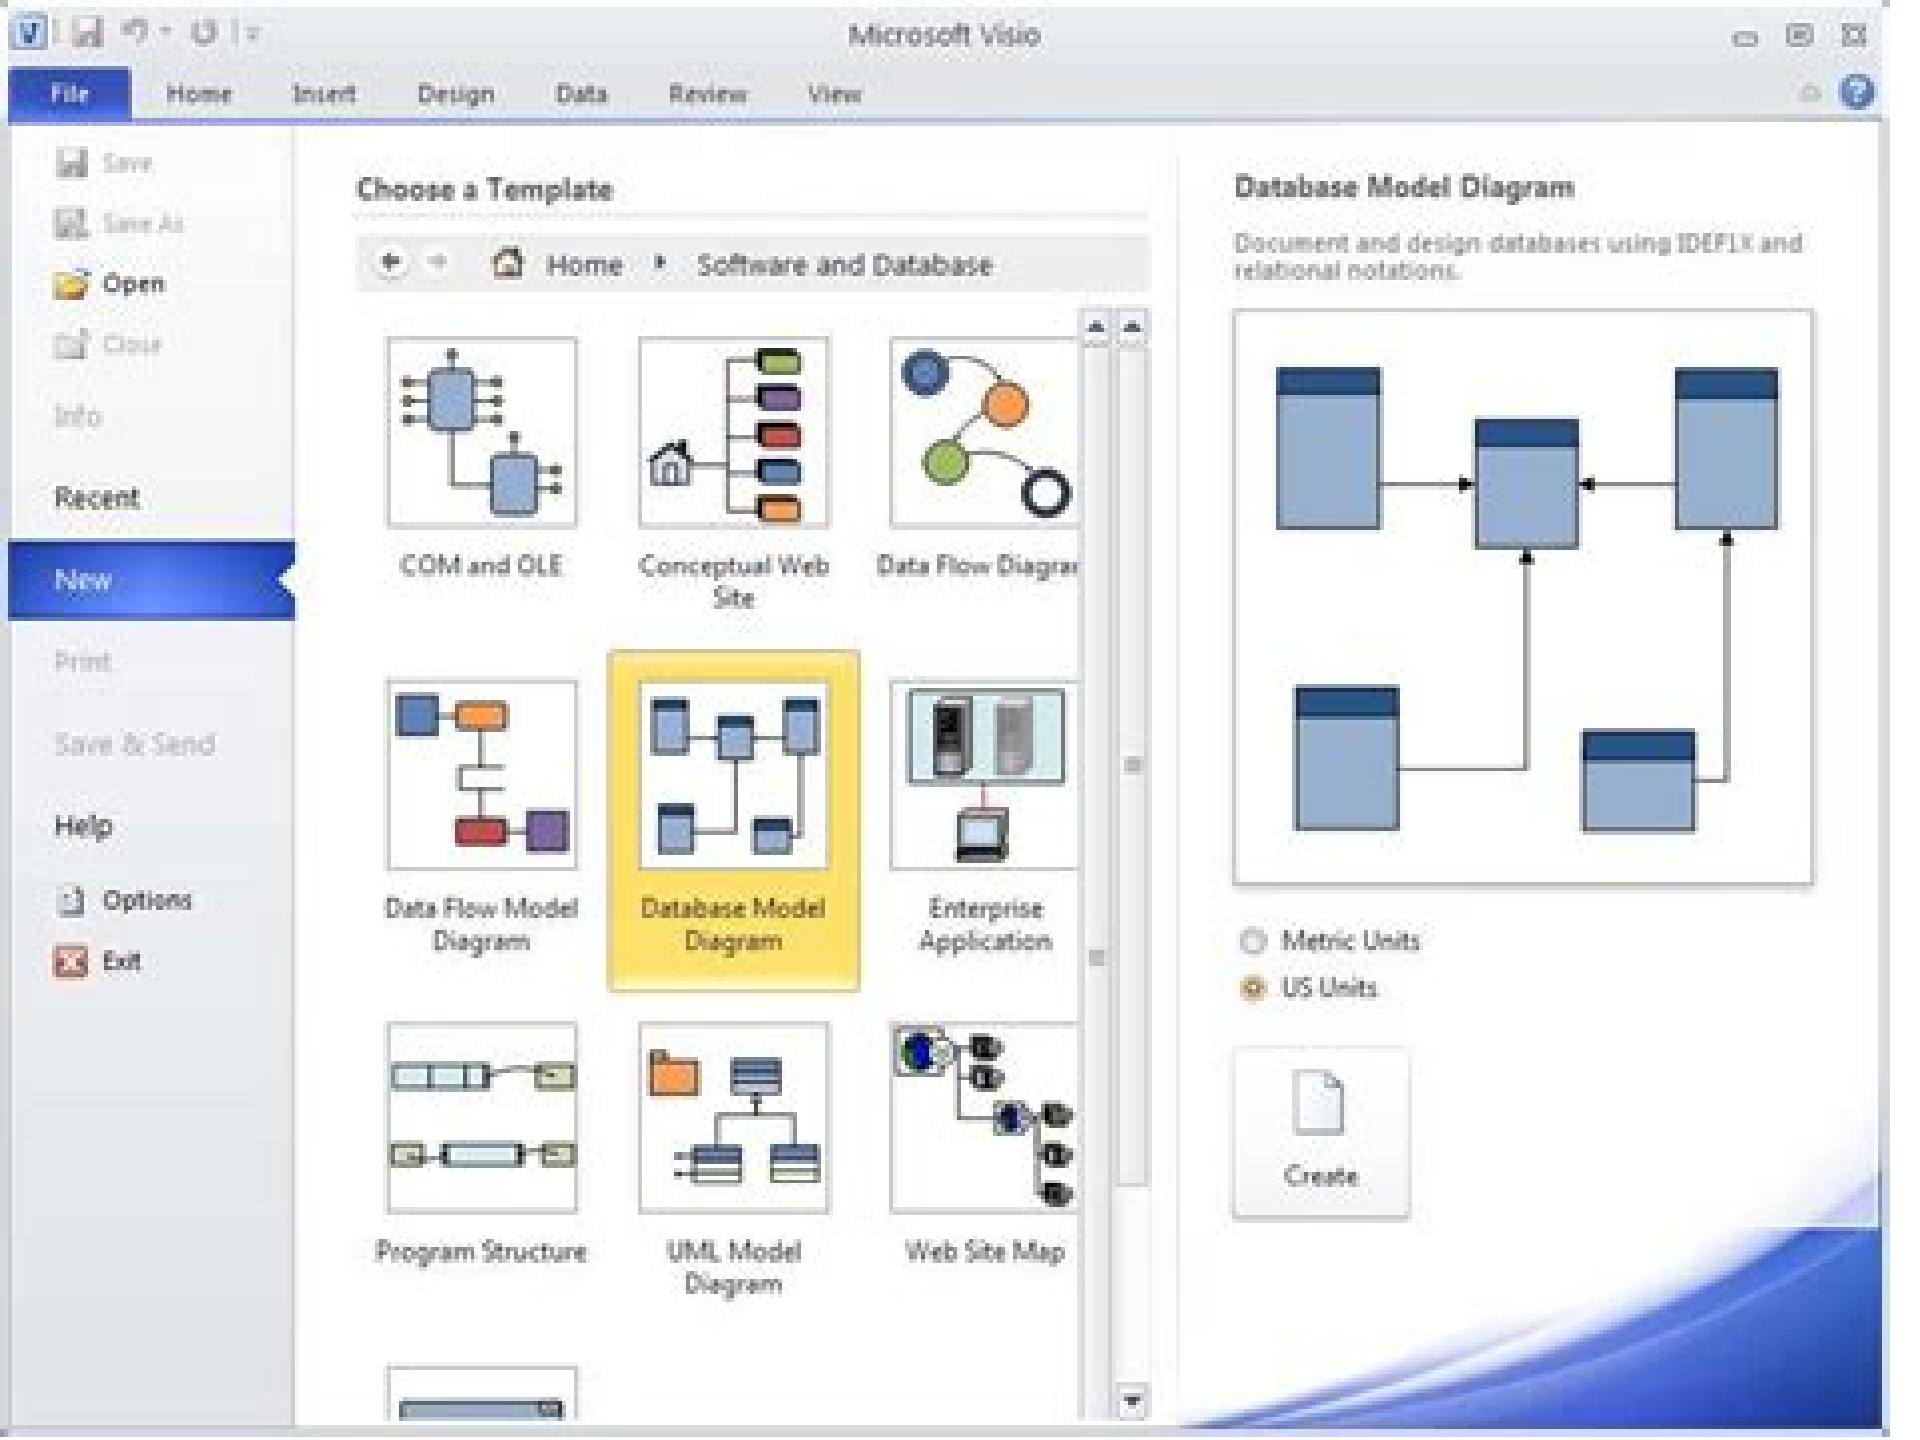 Microsoft Visio
File Home Insert Design Data Review View
Save
Save As
Open
Close
Info
Recent
New
Print
Save & Send
Help
Options
Exit
Choose a Template
Home Software and Database
COM and OLE
Conceptual Web
Site
Data Flow Diagram
Data Flow Model
Diagram
Database Model
Diagram
Enterprise
Application
Program Structure
UML Model
Diagram
Web Site Map
Database Model Diagram
Document and design databases using IDEF1X and
relational notations.
Metric Units
US Units
Create